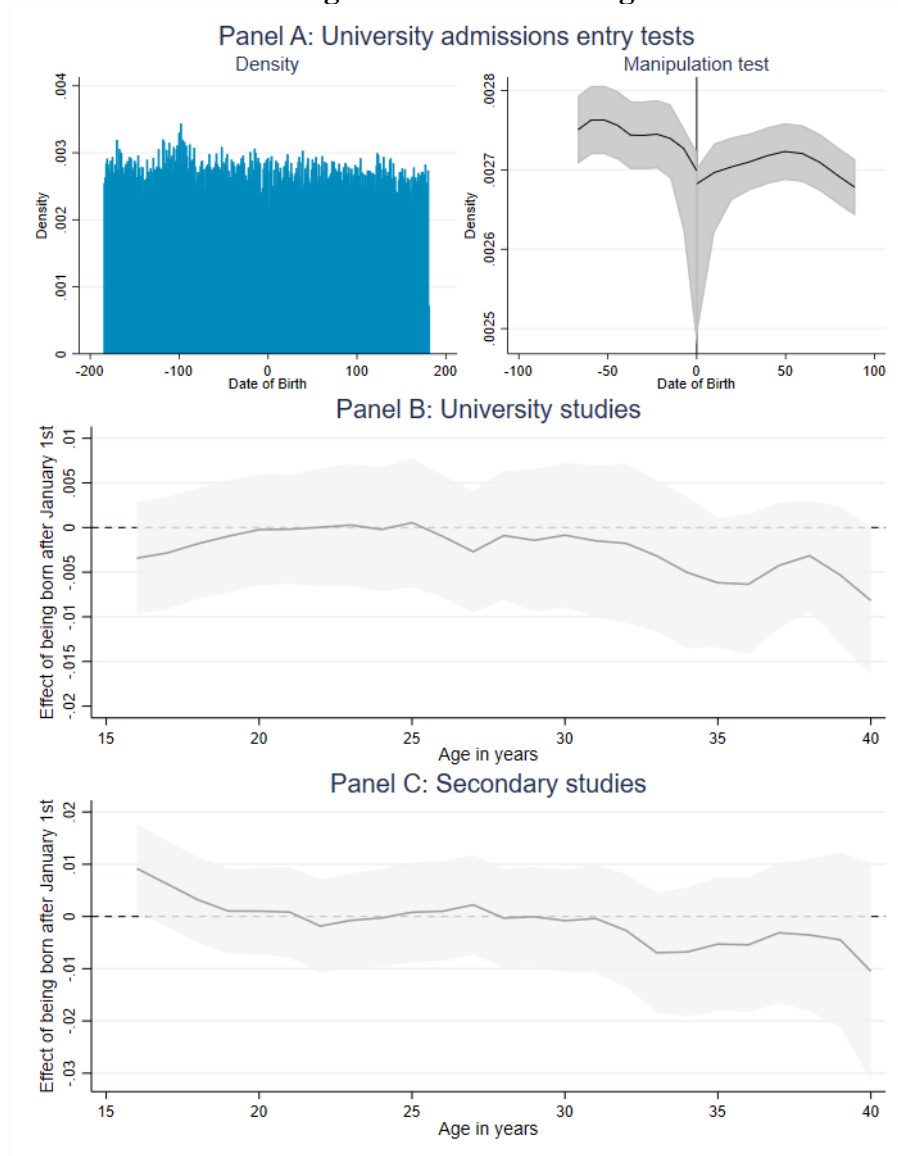 Panel A: University admissions entry tests
Density
Manipulation test
.004
.003
.002
.001
0
Density
-200 -100 0 100 200
Date of Birth
.0028
.0027
.0026
.0025
Density
-100 -50 0 50 100
Date of Birth
Panel B: University studies
Effect of being born after January 1st
.01
.005
0
-.005
-.01
-.015
-.02
15 20 25 30 35 40
Age in years
Panel C: Secondary studies
Effect of being born after January 1st
.02
.01
0
-.01
-.02
-.03
15 20 25 30 35 40
Age in years